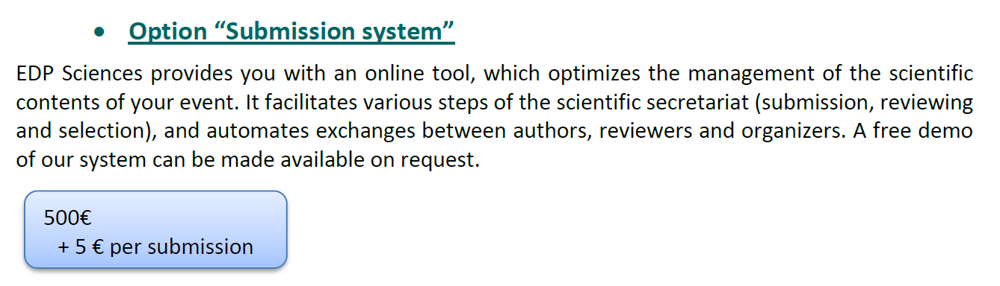 • Option “Submission system”
EDP Sciences provides you with an online tool, which optimizes the management of the scientific
contents of your event. It facilitates various steps of the scientific secretariat (submission, reviewing
and selection), and automates exchanges between authors, reviewers and organizers. A free demo
of our system can be made available on request.
500€
+ 5 € per submission